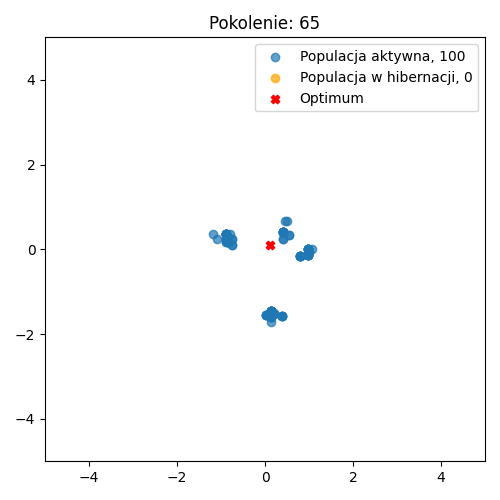 Pokolenie: 65
Populacja aktywna, 100
Populacja w hibernacji, 0
Optimum
4
2
0
−2
−4
−4 −2 0 2 4